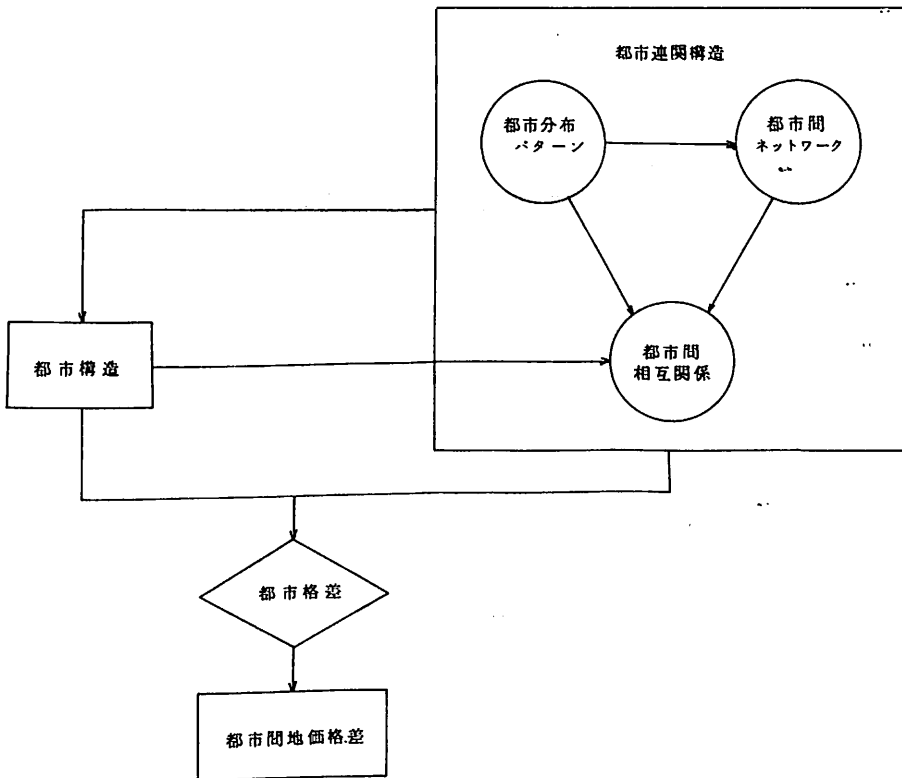 都市連関構造
都市分布
パターン
都市間
ネットワーク
都市構造
都市間
相互関係
都市格差
都市間地価格差